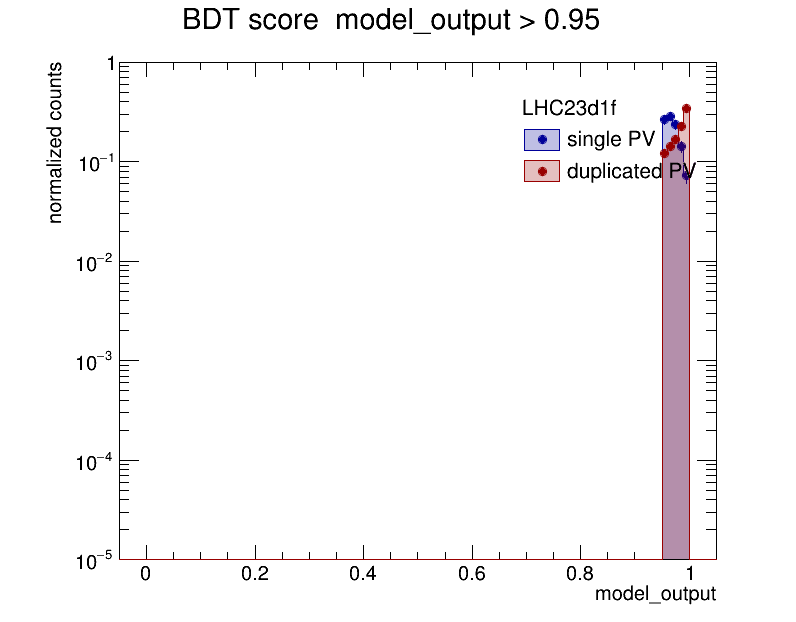 BDT score  model_output > 0.95
normalized counts
1
10⁻¹
10⁻²
10⁻³
10⁻⁴
10⁻⁵
LHC23d1f
single PV
duplicated PV
0 0.2 0.4 0.6 0.8 1
model_output